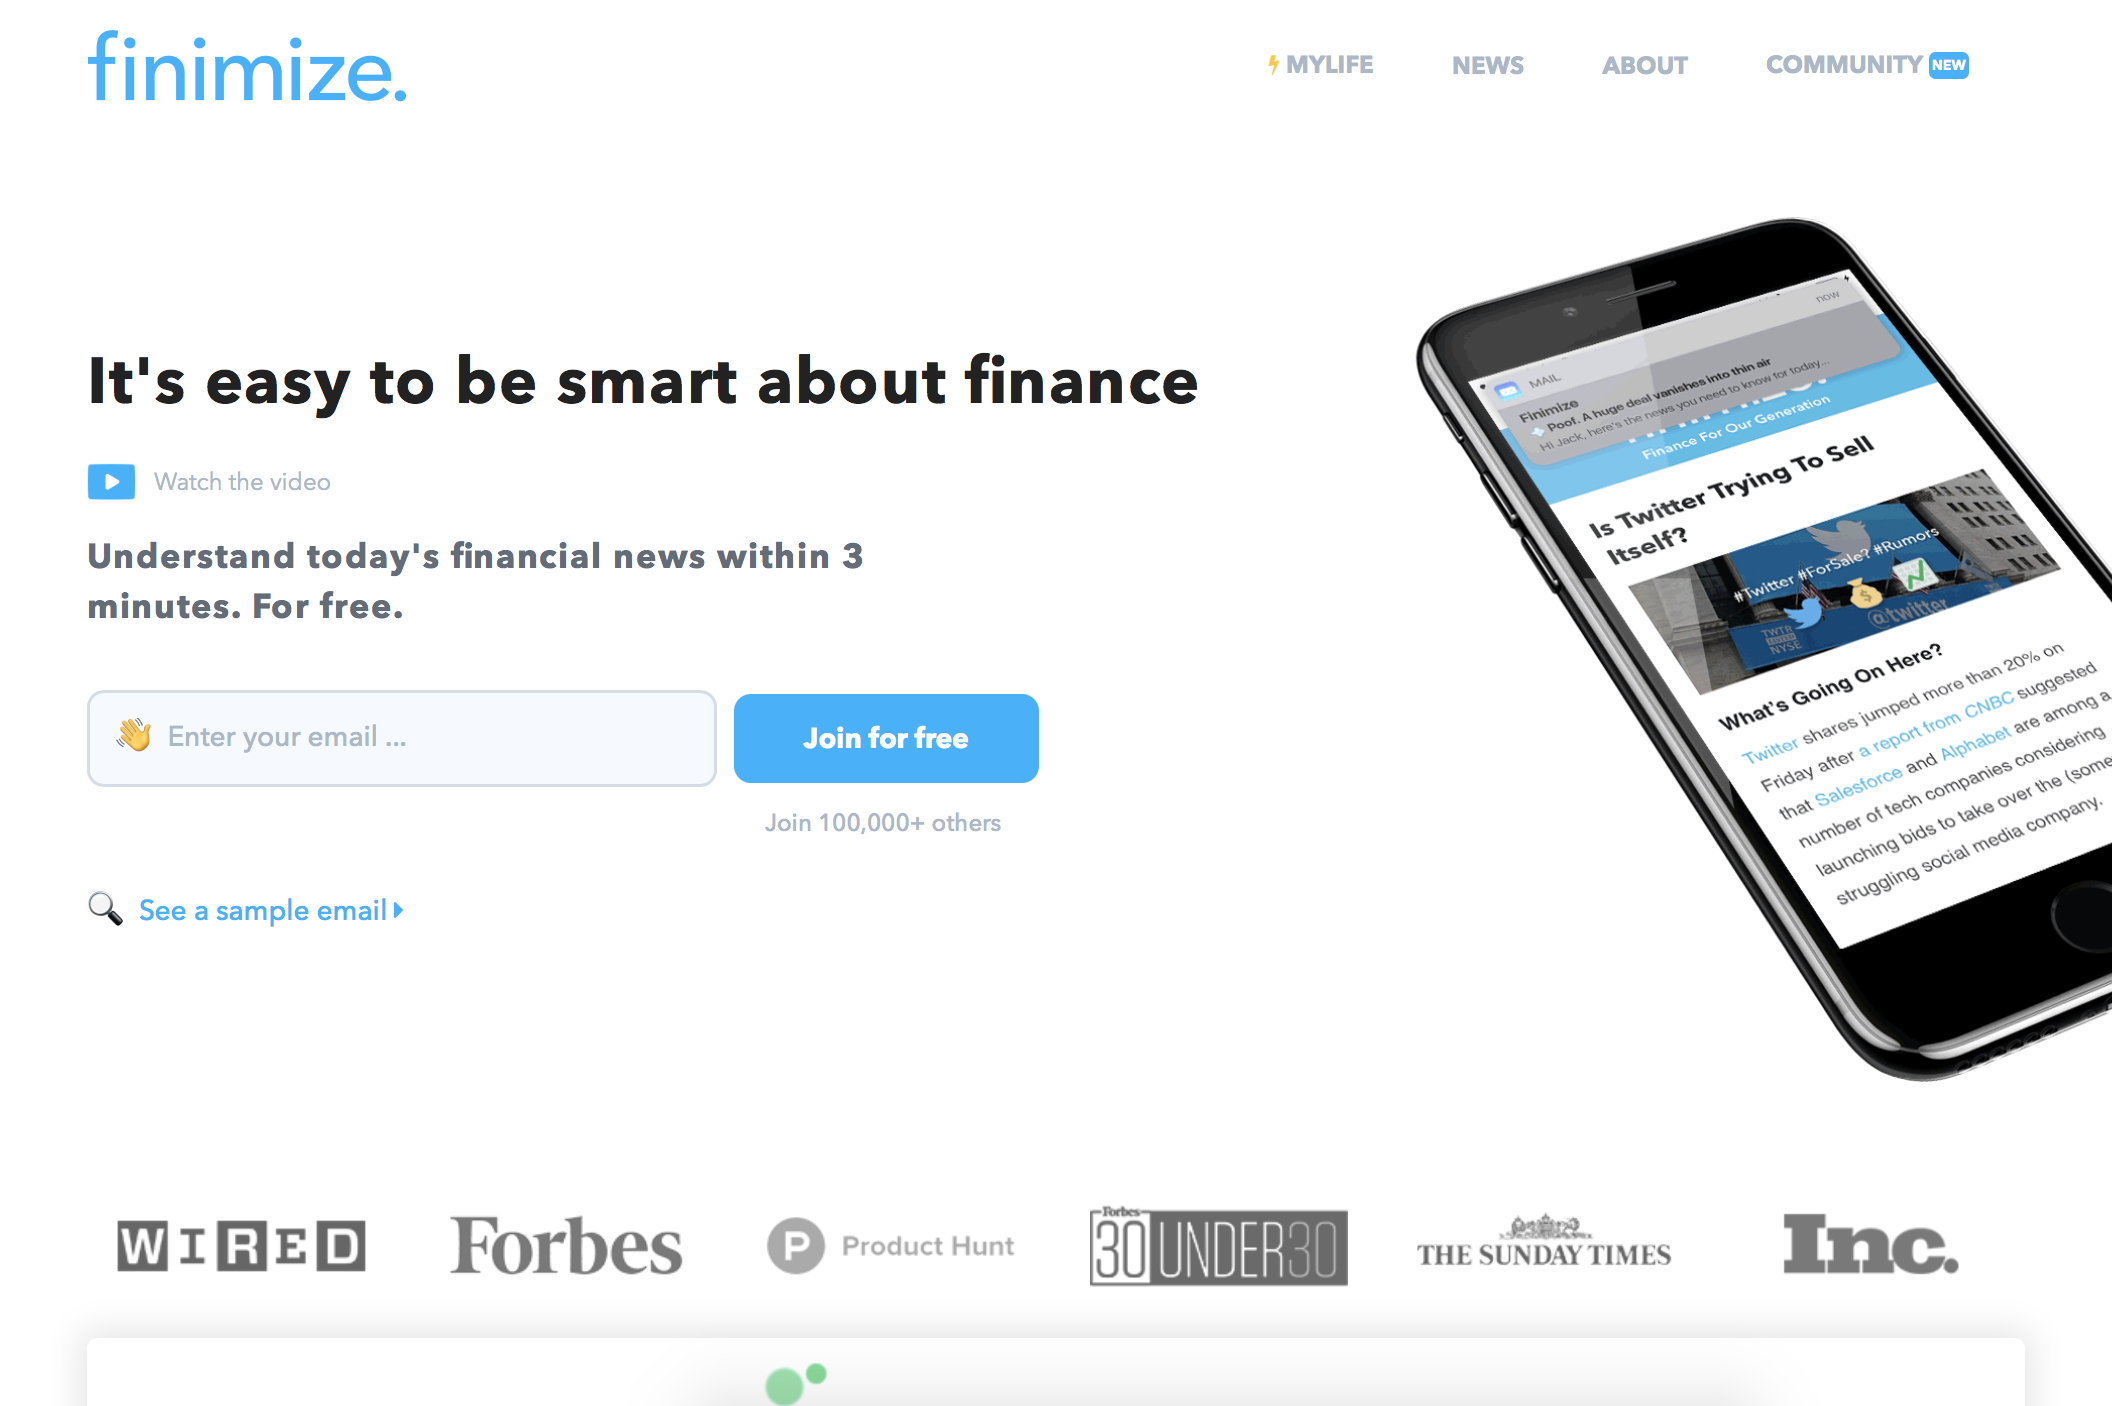 finimize.
MYLIFE
NEWS
ABOUT
COMMUNITY NEW
It's easy to be smart about finance
Watch the video
Understand today's financial news within 3
minutes. For free.
Enter your email ...
Join for free
Join 100,000+ others
See a sample email
MAIL
now
Finimize
Poof. A huge deal vanishes into thin air
Hi Jack, here's the news you need to know for today...
Finance For Our Generation
Is Twitter Trying To Sell
Itself?
#Twitter #ForSale? #Rumors
@twitter
TWTR
LISTED
NYSE
What's Going On Here?
Twitter shares jumped more than 20% on
Friday after a report from CNBC suggested
that Salesforce and Alphabet are among a
number of tech companies considering
launching bids to take over the (some
struggling social media company.
WIRED
Forbes
P Product Hunt
Forbes
30 UNDER 30
THE SUNDAY TIMES
Inc.